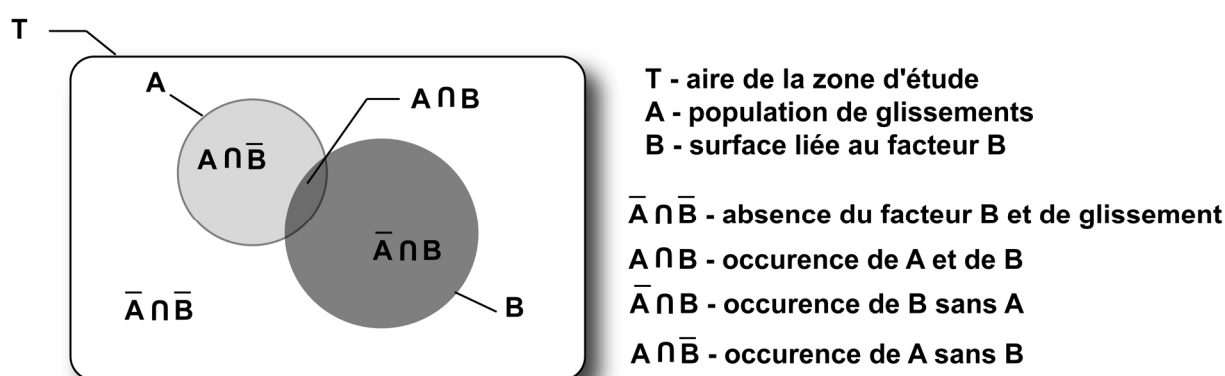 T
A
A ∩ B
A ∩ B̅
A̅ ∩ B
A̅ ∩ B̅
B
T - aire de la zone d'étude
A - population de glissements
B - surface liée au facteur B
A̅ ∩ B̅ - absence du facteur B et de glissement
A ∩ B - occurence de A et de B
A̅ ∩ B - occurence de B sans A
A ∩ B̅ - occurence de A sans B